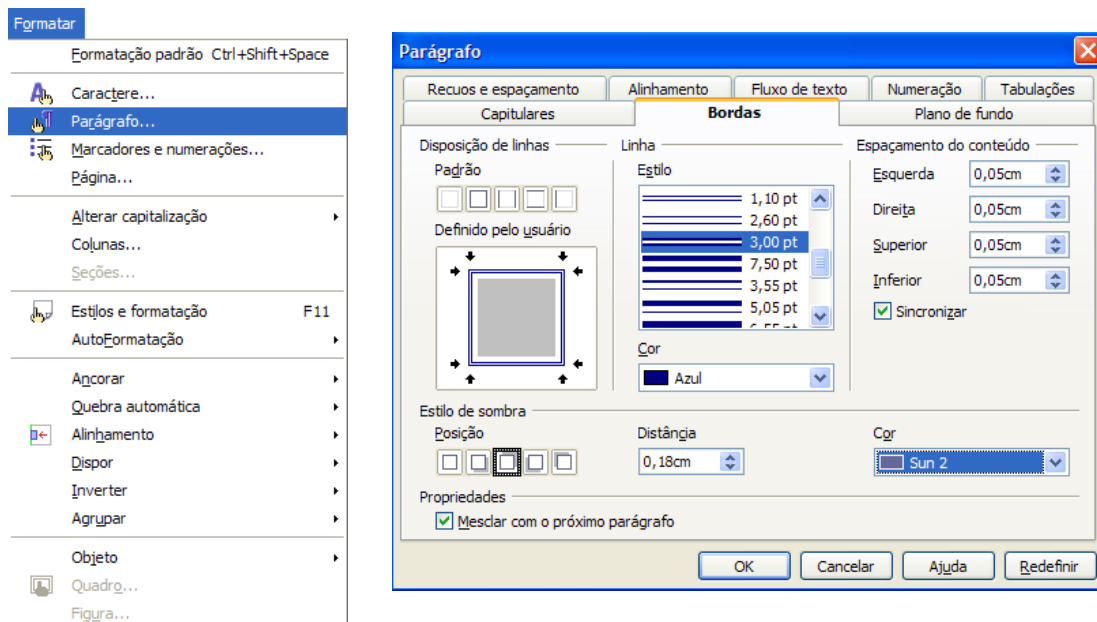 Formatar
Formatação padrão Ctrl+Shift+Space
Caractere...
Parágrafo...
Marcadores e numerações...
Página...
Alterar capitalização
Colunas...
Seções...
Estilos e formatação F11
AutoFormatação
Ancorar
Quebra automática
Alinhamento
Dispor
Inverter
Agrupar
Objeto
Quadro...
Figura...
Parágrafo
Recuos e espaçamento Alinhamento Fluxo de texto Numeração Tabulações
Capitulares Bordas Plano de fundo
Disposição de linhas
Padrão
Definido pelo usuário
Linha
Estilo
1,10 pt
2,60 pt
3,00 pt
7,50 pt
3,55 pt
5,05 pt
Cor
Azul
Espaçamento do conteúdo
Esquerda 0,05cm
Direita 0,05cm
Superior 0,05cm
Inferior 0,05cm
Sincronizar
Estilo de sombra
Posição
Distância
0,18cm
Cor
Sun 2
Propriedades
Mesclar com o próximo parágrafo
OK Cancelar Ajuda Redefinir